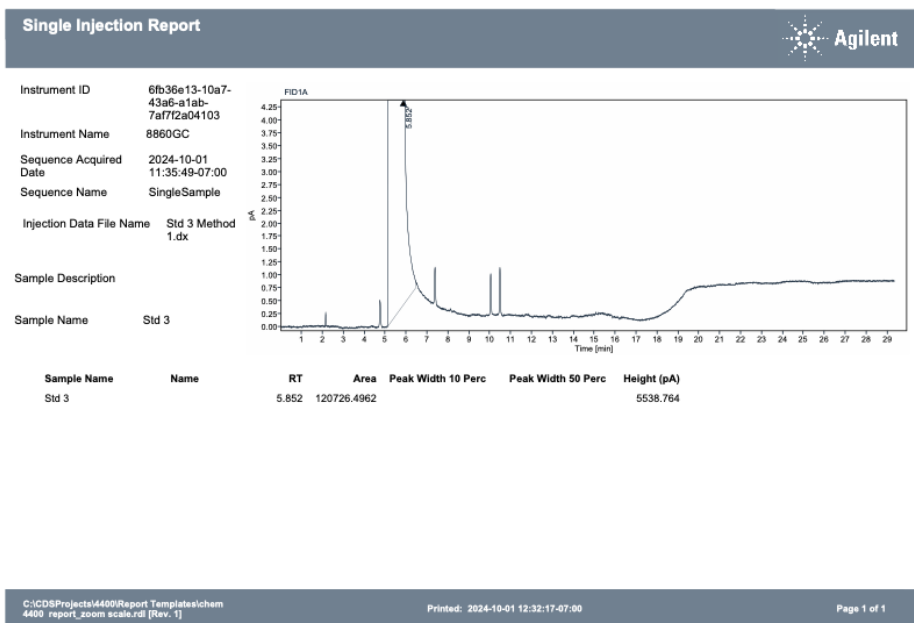 Single Injection Report
Agilent
Instrument ID 6fb36e13-10a7-
43a6-a1ab-
7af7f2a04103
Instrument Name 8860GC
Sequence Acquired 2024-10-01
Date 11:35:49-07:00
Sequence Name SingleSample
Injection Data File Name Std 3 Method
1.dx
Sample Description
Sample Name Std 3
FID1A
5.852
pA
4.25
4.00
3.75
3.50
3.25
3.00
2.75
2.50
2.25
2.00
1.75
1.50
1.25
1.00
0.75
0.50
0.25
0.00
1 2 3 4 5 6 7 8 9 10 11 12 13 14 15 16 17 18 19 20 21 22 23 24 25 26 27 28 29
Time [min]
Sample Name Name RT Area Peak Width 10 Perc Peak Width 50 Perc Height (pA)
Std 3 5.852 120726.4962 5538.764
C:\CDSProjects\4400\Report Templates\chem
4400 report_zoom scale.rdl [Rev. 1]
Printed: 2024-10-01 12:32:17-07:00
Page 1 of 1